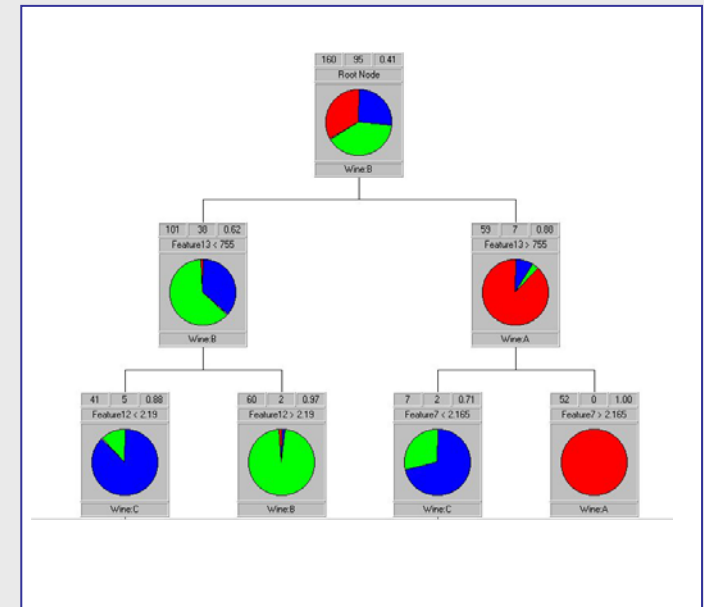 160 95 0.41
Root Node
Wine:B
101 38 0.62
Feature13 < 755
Wine:B
59 7 0.88
Feature13 > 755
Wine:A
41 5 0.88
Feature12 < 2.19
Wine:C
60 2 0.97
Feature12 > 2.19
Wine:B
7 2 0.71
Feature7 < 2.165
Wine:C
52 0 1.00
Feature7 > 2.165
Wine:A